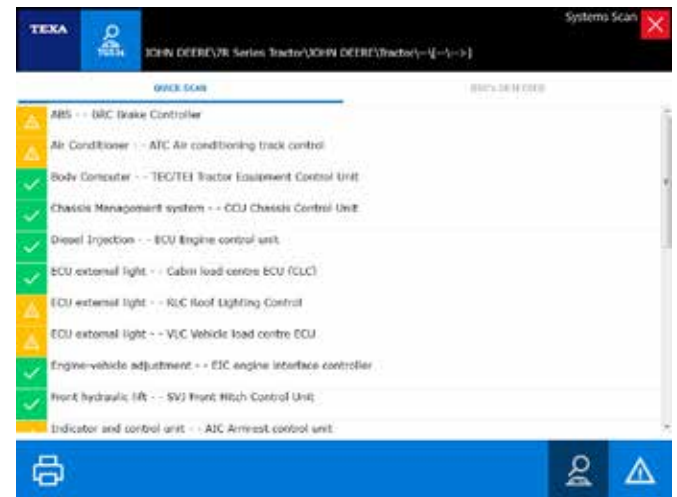 TEXA
Systems Scan
JOHN DEERE\7R Series Tractor\JOHN DEERE\Tractor\--\[--\-->]
QUICK SCAN
ABS - - BRC Brake Controller
Air Conditioner - - ATC Air conditioning track control
Body Computer - - TEC/TEI Tractor Equipment Control Unit
Chassis Management system - - CCU Chassis Control Unit
Diesel Injection - - ECU Engine control unit
ECU external light - - Cabin load centre ECU (CLC)
ECU external light - - RLC Roof Lighting Control
ECU external light - - VLC Vehicle load centre ECU
Engine-vehicle adjustment - - EIC engine interface controller
Front hydraulic lift - - SVJ Front Hitch Control Unit
Indicator and control unit - - AIC Armrest control unit